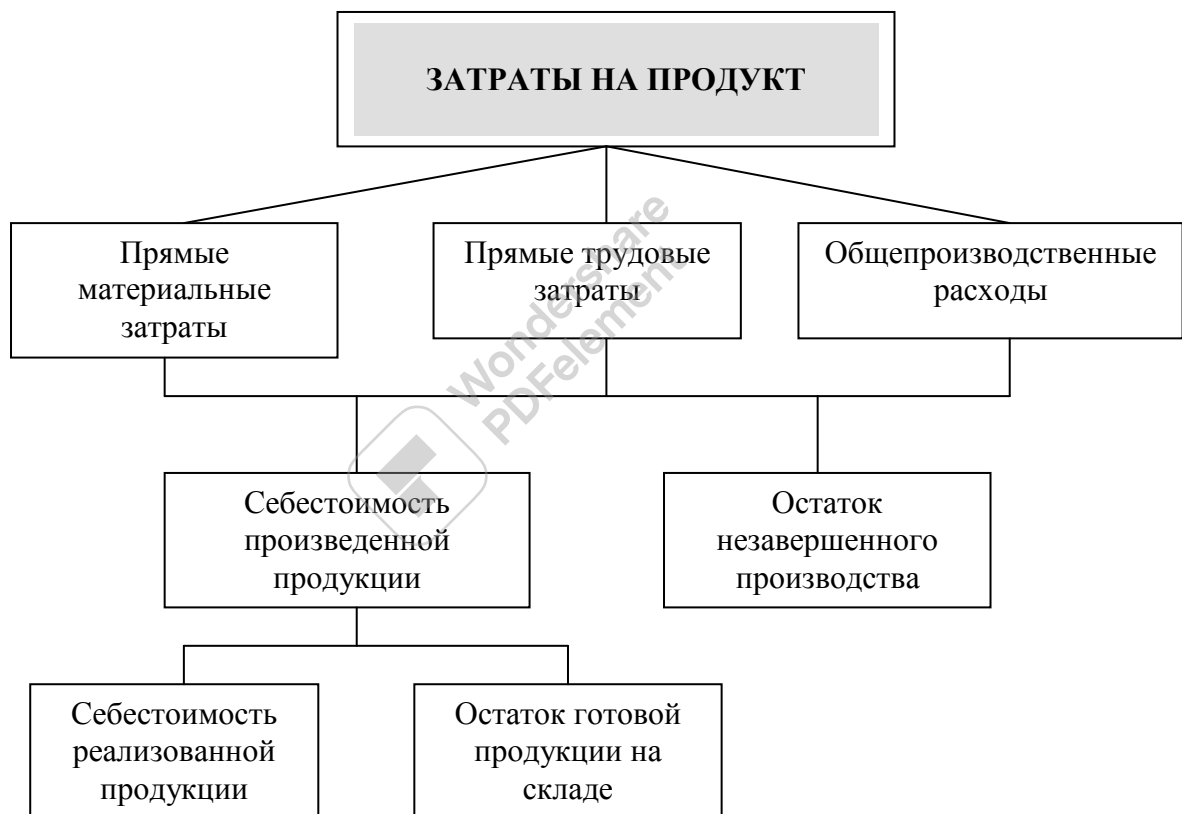 ЗАТРАТЫ НА ПРОДУКТ
Прямые
материальные
затраты
Прямые трудовые
затраты
Общепроизводственные
расходы
Wondershare
PDFelement
Себестоимость
произведенной
продукции
Остаток
незавершенного
производства
Себестоимость
реализованной
продукции
Остаток готовой
продукции на
складе